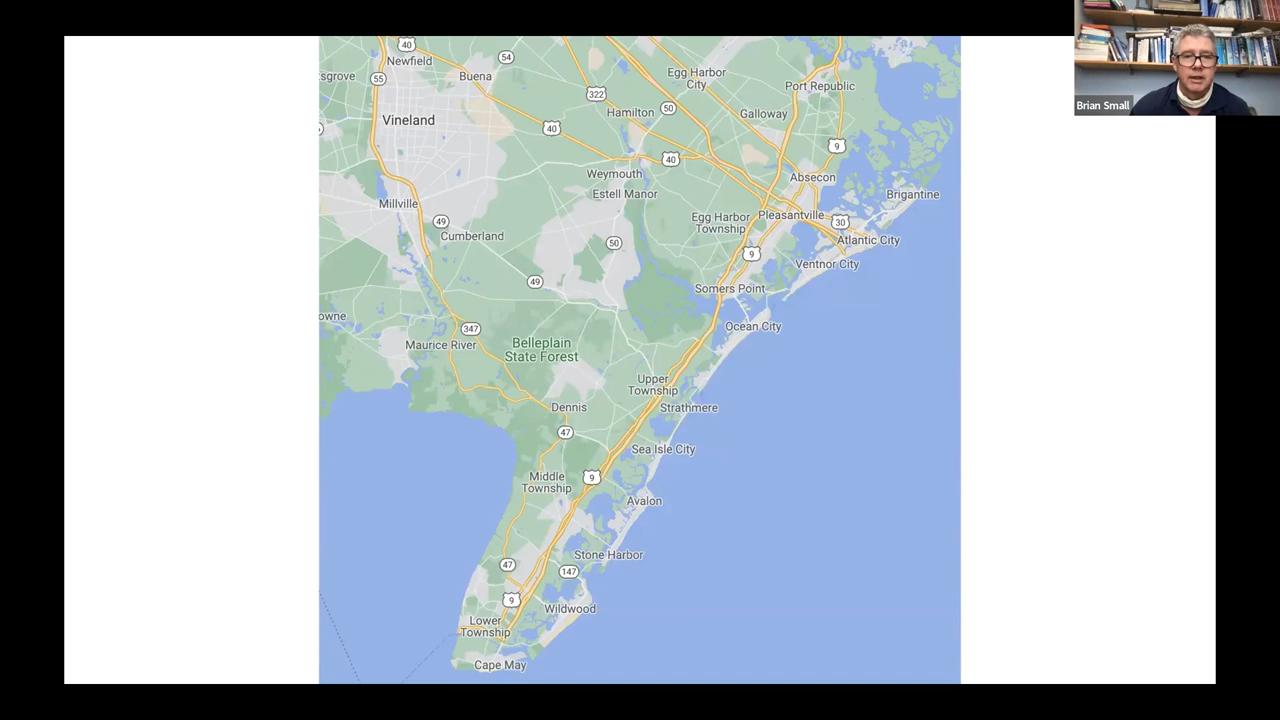 40
Newfield
54
sgrove
55
Buena
Egg Harbor
City
Port Republic
322
Hamilton
50
Galloway
Vineland
40
9
40
Weymouth
Absecon
Estell Manor
Brigantine
Millville
49
Egg Harbor
Township
Pleasantville
30
Cumberland
50
Atlantic City
9
Ventnor City
49
Somers Point
owne
347
Ocean City
Maurice River
Belleplain
State Forest
Upper
Township
Dennis
Strathmere
47
Sea Isle City
Middle
Township
9
Avalon
Stone Harbor
47
147
9
Wildwood
Lower
Township
Cape May
Brian Small